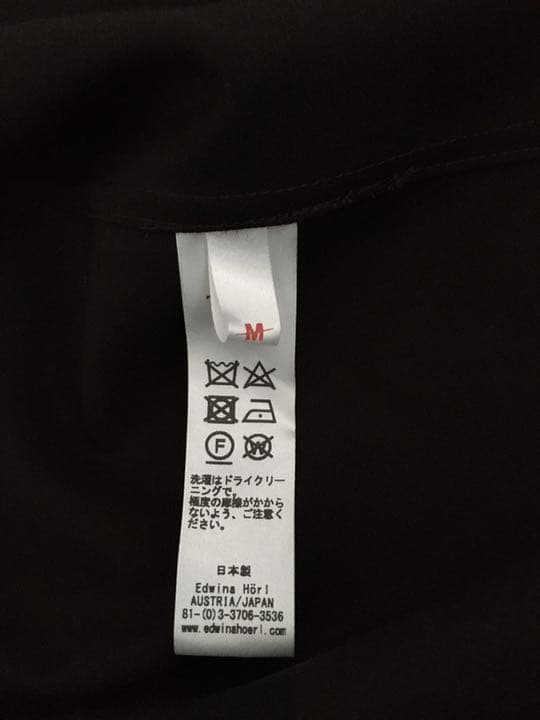 M
F
W
洗濯はドライクリー
ニングで。
極度の摩擦がかから
ないよう、ご注意く
ださい。
日本製
Edwina Hörl
AUSTRIA/JAPAN
81-(0)3-3706-3536
www.edwinahoerl.com